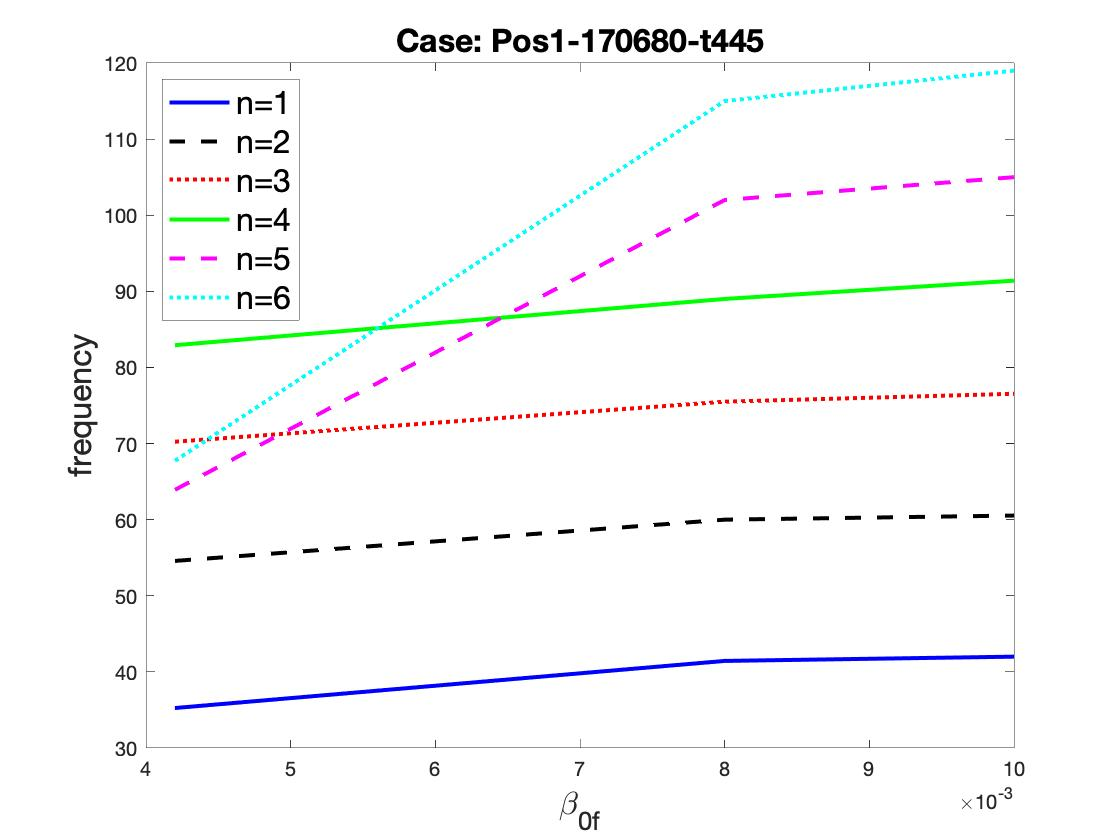 Case: Pos1-170680-t445
120
110
100
90
80
70
60
50
40
30
n=1
n=2
n=3
n=4
n=5
n=6
frequency
4 5 6 7 8 9 10
×10⁻³
β₀f